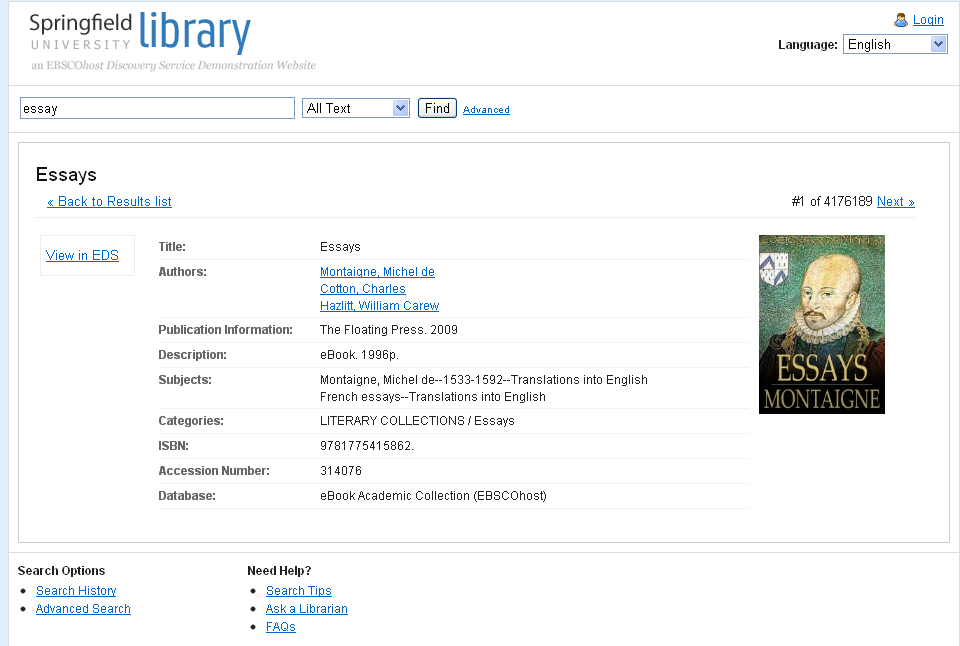 Springfield library
UNIVERSITY
an EBSCOhost Discovery Service Demonstration Website
Login
Language: English
essay All Text Find Advanced
Essays
« Back to Results list #1 of 4176189 Next »
View in EDS
Title: Essays
Authors: Montaigne, Michel de
Cotton, Charles
Hazlitt, William Carew
Publication Information: The Floating Press. 2009
Description: eBook. 1996p.
Subjects: Montaigne, Michel de--1533-1592--Translations into English
French essays--Translations into English
Categories: LITERARY COLLECTIONS / Essays
ISBN: 9781775415862.
Accession Number: 314076
Database: eBook Academic Collection (EBSCOhost)
ESSAYS
MONTAIGNE
Search Options
Search History
Advanced Search
Need Help?
Search Tips
Ask a Librarian
FAQs